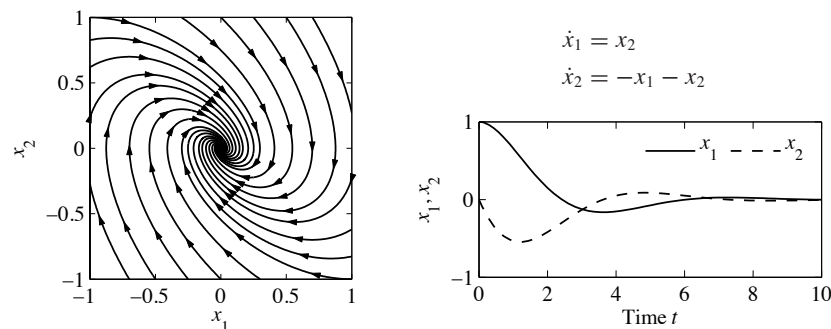 1
0.5
0
−0.5
−1
x₂
−1 −0.5 0 0.5 1
x₁
ẋ₁ = x₂
ẋ₂ = −x₁ − x₂
1
0
−1
x₁, x₂
x₁ x₂
0 2 4 6 8 10
Time t